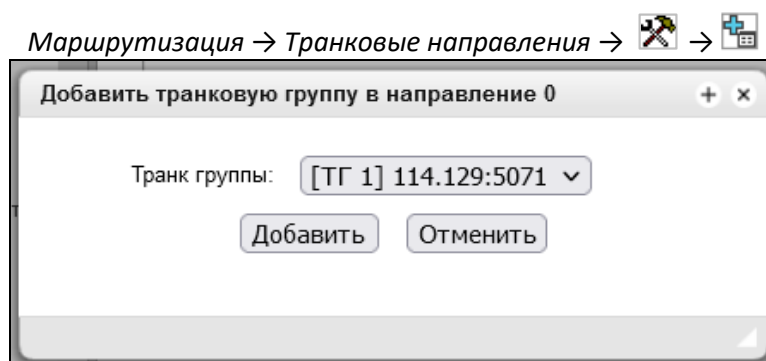 Маршрутизация → Транковые направления → →
Добавить транковую группу в направление 0
Транк группы: [ТГ 1] 114.129:5071
Добавить Отменить